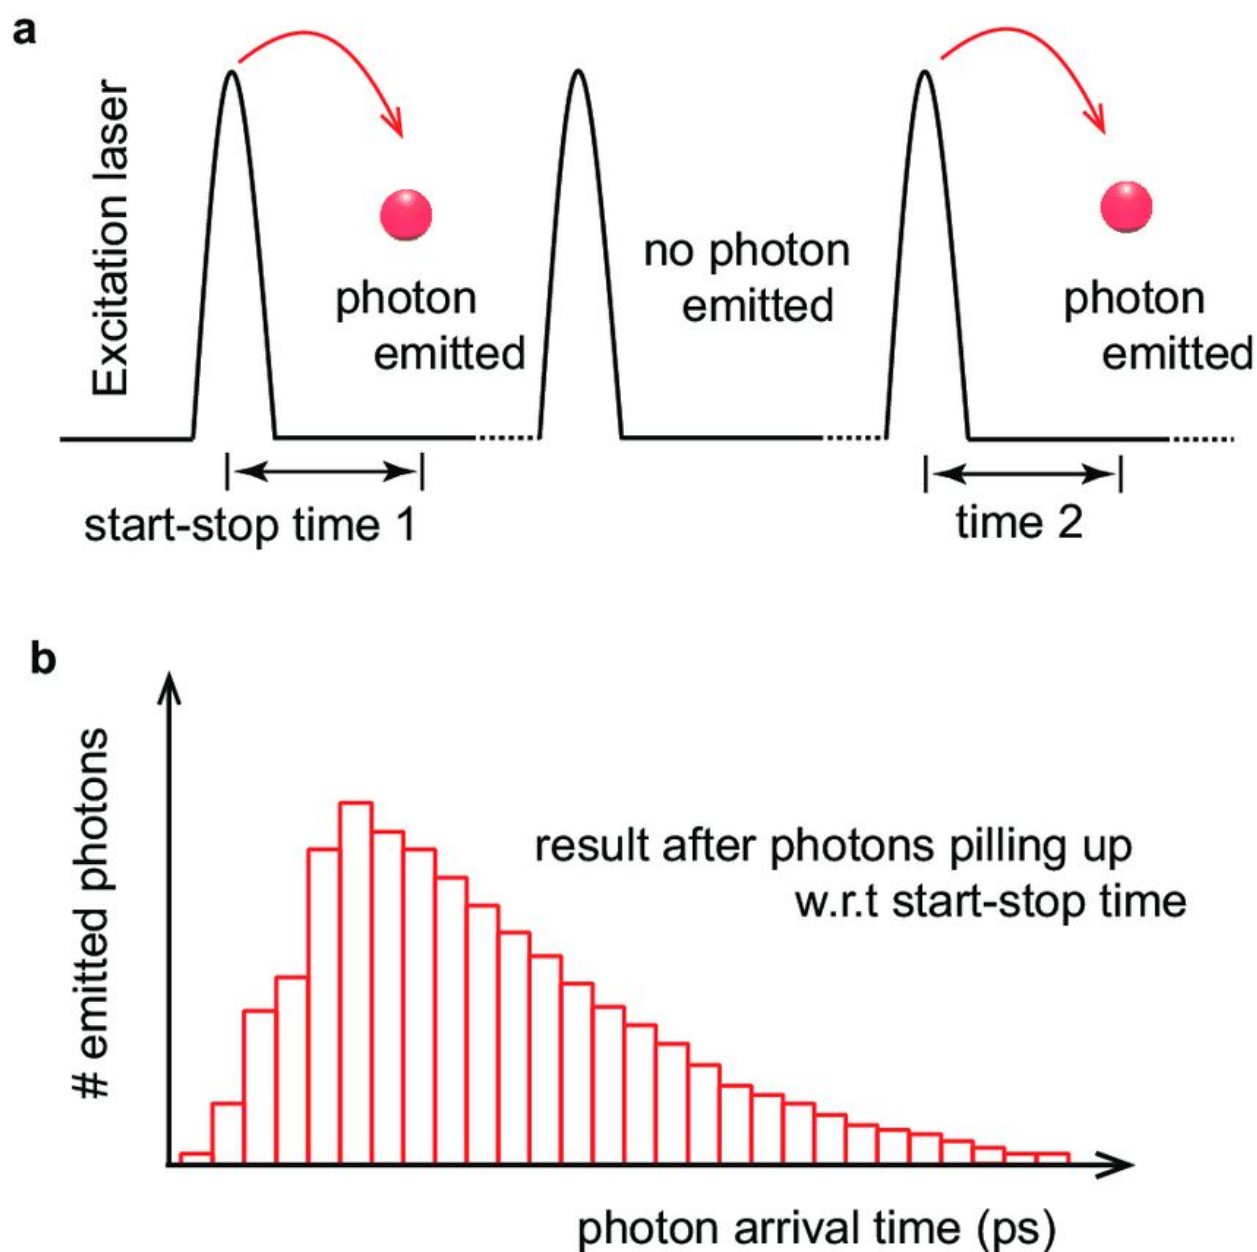 a
Excitation laser
photon
emitted
no photon
emitted
photon
emitted
start-stop time 1
time 2
b
# emitted photons
result after photons pilling up
w.r.t start-stop time
photon arrival time (ps)